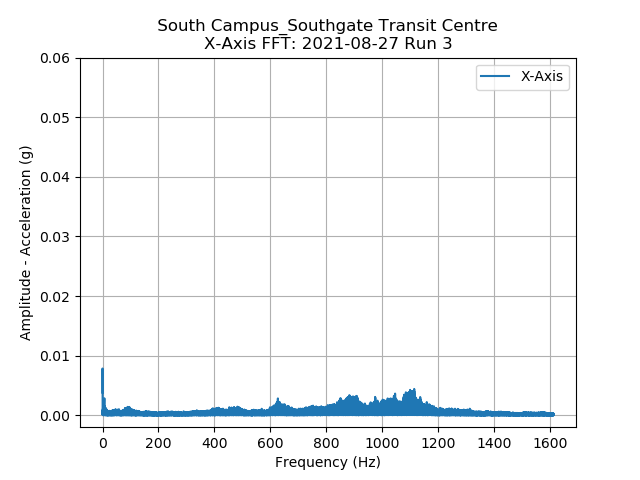 South Campus_Southgate Transit Centre
X-Axis FFT: 2021-08-27 Run 3
X-Axis
0.06
0.05
0.04
0.03
0.02
0.01
0.00
Amplitude - Acceleration (g)
0 200 400 600 800 1000 1200 1400 1600
Frequency (Hz)